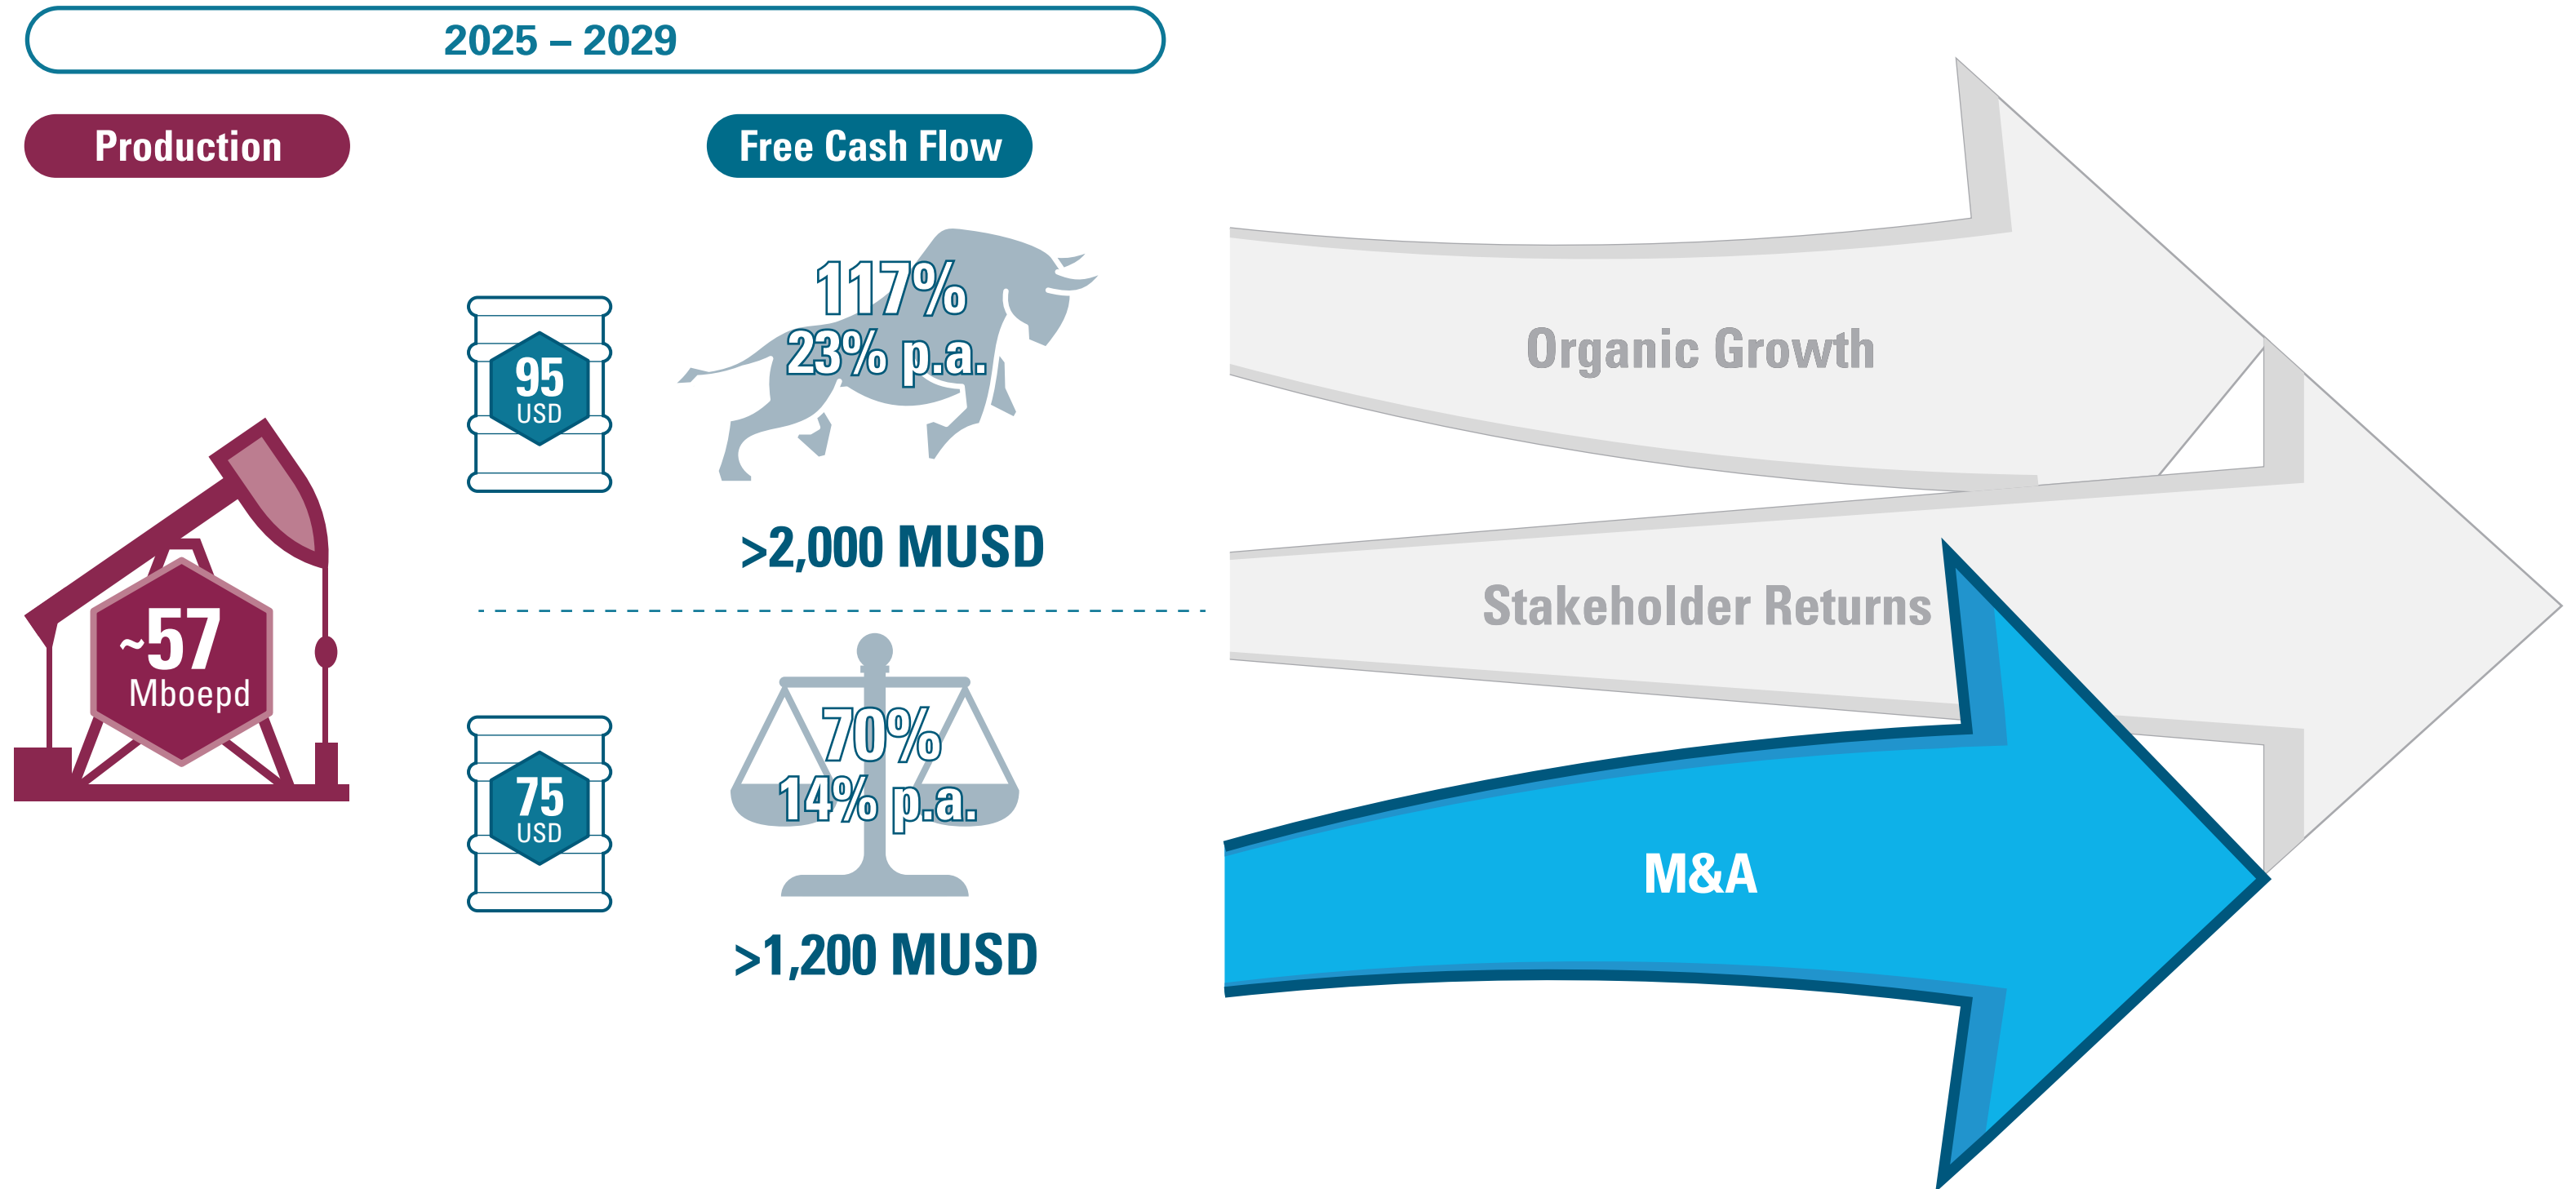 2025 – 2029
Production
Free Cash Flow
95
USD
117%
23% p.a.
>2,000 MUSD
~57
Mboepd
75
USD
70%
14% p.a.
>1,200 MUSD
Organic Growth
Stakeholder Returns
M&A